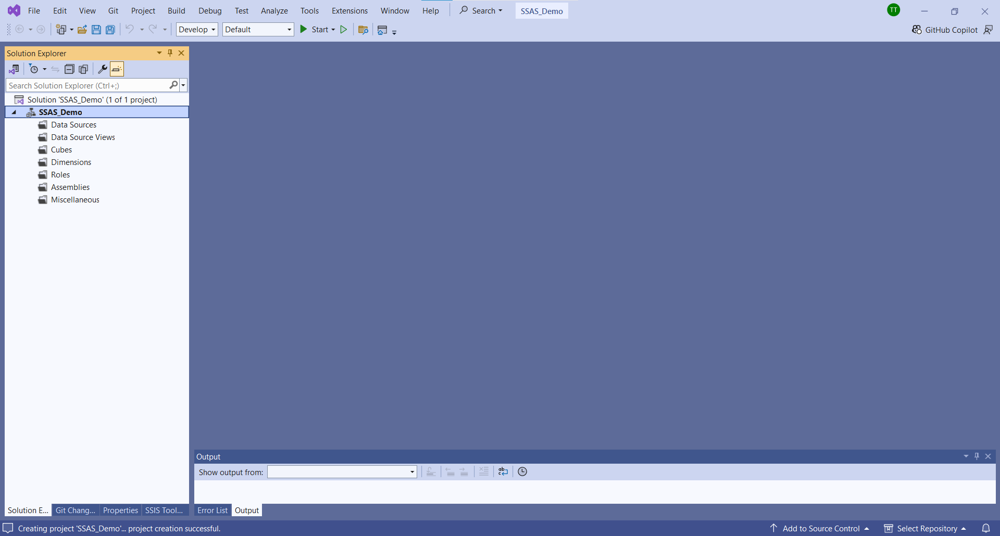 File Edit View Git Project Build Debug Test Analyze Tools Extensions Window Help Search SSAS_Demo TT
Develop Default Start GitHub Copilot
Solution Explorer
Search Solution Explorer (Ctrl+;)
Solution 'SSAS_Demo' (1 of 1 project)
SSAS_Demo
Data Sources
Data Source Views
Cubes
Dimensions
Roles
Assemblies
Miscellaneous
Output
Show output from:
Solution E... Git Chang... Properties SSIS Tool... Error List Output
Creating project 'SSAS_Demo'... project creation successful. Add to Source Control Select Repository